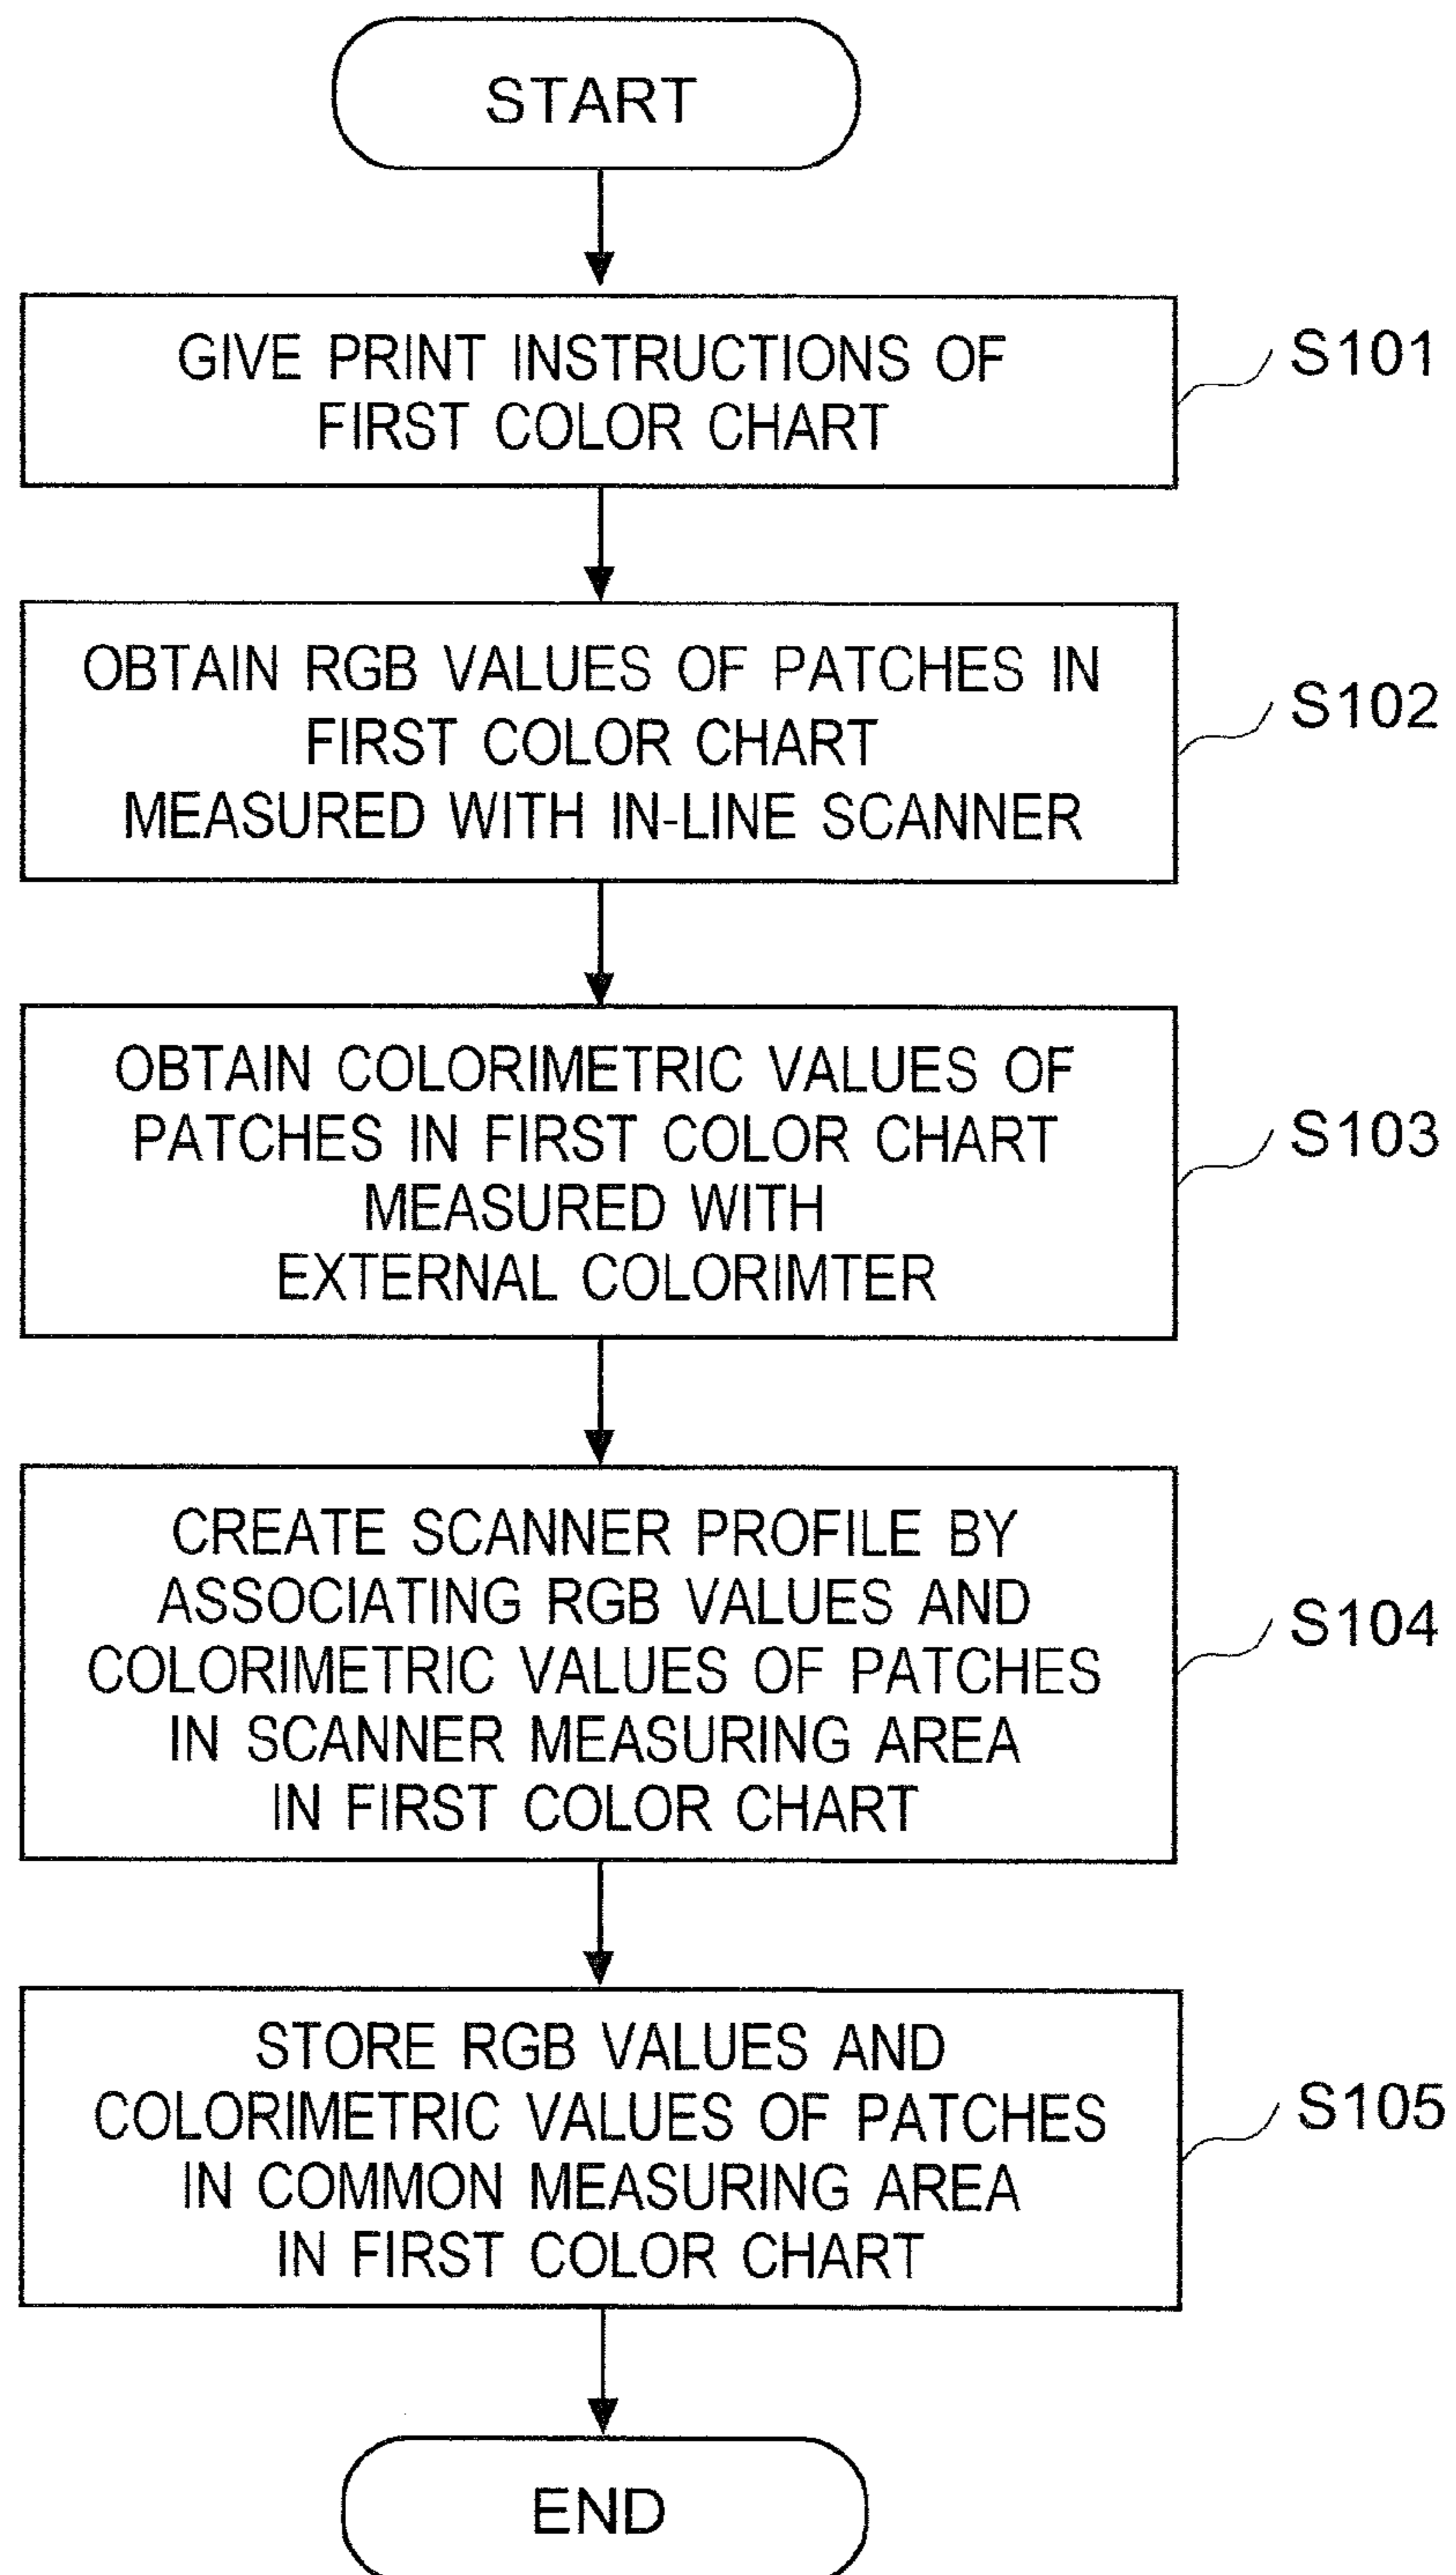 START
GIVE PRINT INSTRUCTIONS OF
FIRST COLOR CHART
S101
OBTAIN RGB VALUES OF PATCHES IN
FIRST COLOR CHART
MEASURED WITH IN-LINE SCANNER
S102
OBTAIN COLORIMETRIC VALUES OF
PATCHES IN FIRST COLOR CHART
MEASURED WITH
EXTERNAL COLORIMTER
S103
CREATE SCANNER PROFILE BY
ASSOCIATING RGB VALUES AND
COLORIMETRIC VALUES OF PATCHES
IN SCANNER MEASURING AREA
IN FIRST COLOR CHART
S104
STORE RGB VALUES AND
COLORIMETRIC VALUES OF PATCHES
IN COMMON MEASURING AREA
IN FIRST COLOR CHART
S105
END